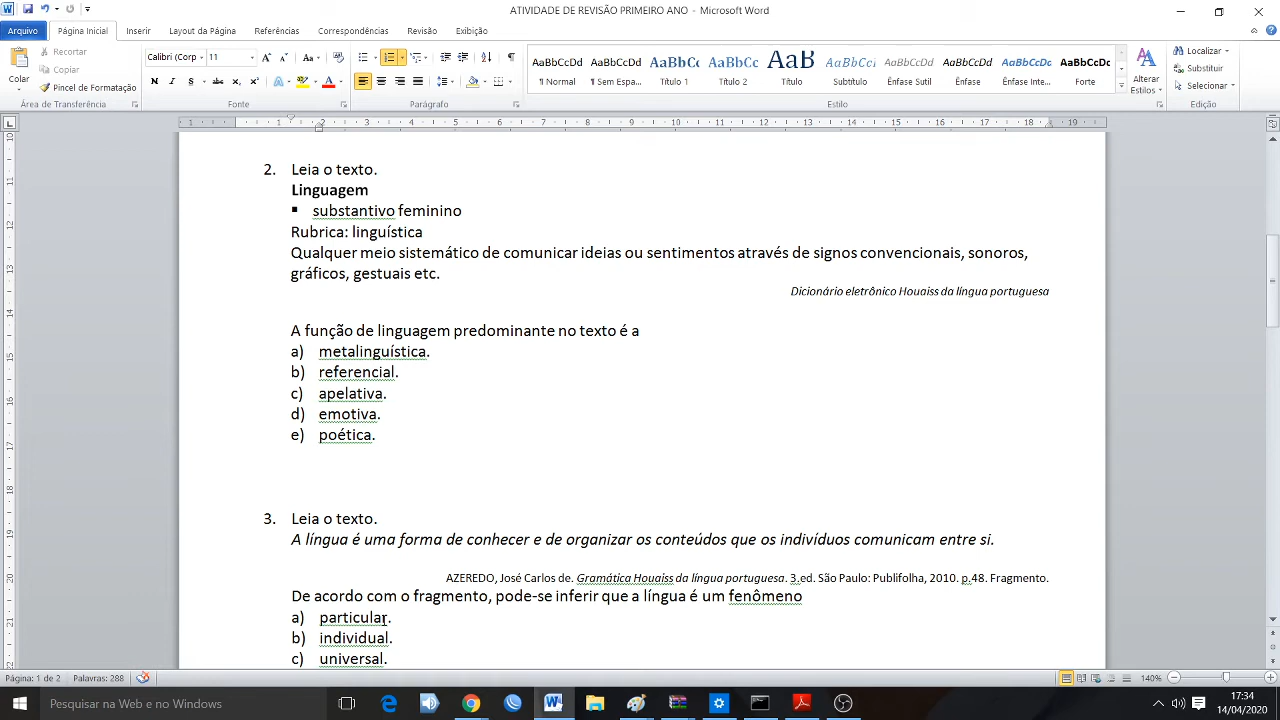 ATIVIDADE DE REVISÃO PRIMEIRO ANO - Microsoft Word
Arquivo Página Inicial Inserir Layout da Página Referências Correspondências Revisão Exibição
Colar
Recortar
Copiar
Pincel de Formatação
Área de Transferência
Calibri (Corp 11
Fonte
Parágrafo
AaBbCcDd AaBbCcDd AaBbCc AaBbCc AaB AaBbCc AaBbCcDd AaBbCcDd AaBbCcDd AaBbCcDc
¶ Normal ¶ Sem Espa... Título 1 Título 2 Título Subtítulo Ênfase Sutil Ênfase Ênfase Inte... Forte
Alterar Estilos
Estilo
Localizar
Substituir
Selecionar
Edição
2. Leia o texto.
Linguagem
▪ substantivo feminino
Rubrica: linguística
Qualquer meio sistemático de comunicar ideias ou sentimentos através de signos convencionais, sonoros,
gráficos, gestuais etc.
Dicionário eletrônico Houaiss da língua portuguesa
A função de linguagem predominante no texto é a
a) metalinguística.
b) referencial.
c) apelativa.
d) emotiva.
e) poética.
3. Leia o texto.
A língua é uma forma de conhecer e de organizar os conteúdos que os indivíduos comunicam entre si.
AZEREDO, José Carlos de. Gramática Houaiss da língua portuguesa. 3.ed. São Paulo: Publifolha, 2010. p.48. Fragmento.
De acordo com o fragmento, pode-se inferir que a língua é um fenômeno
a) particular.
b) individual.
c) universal.
Página: 1 de 2 Palavras: 288 140%
Pesquisar na Web e no Windows
17:34
14/04/2020